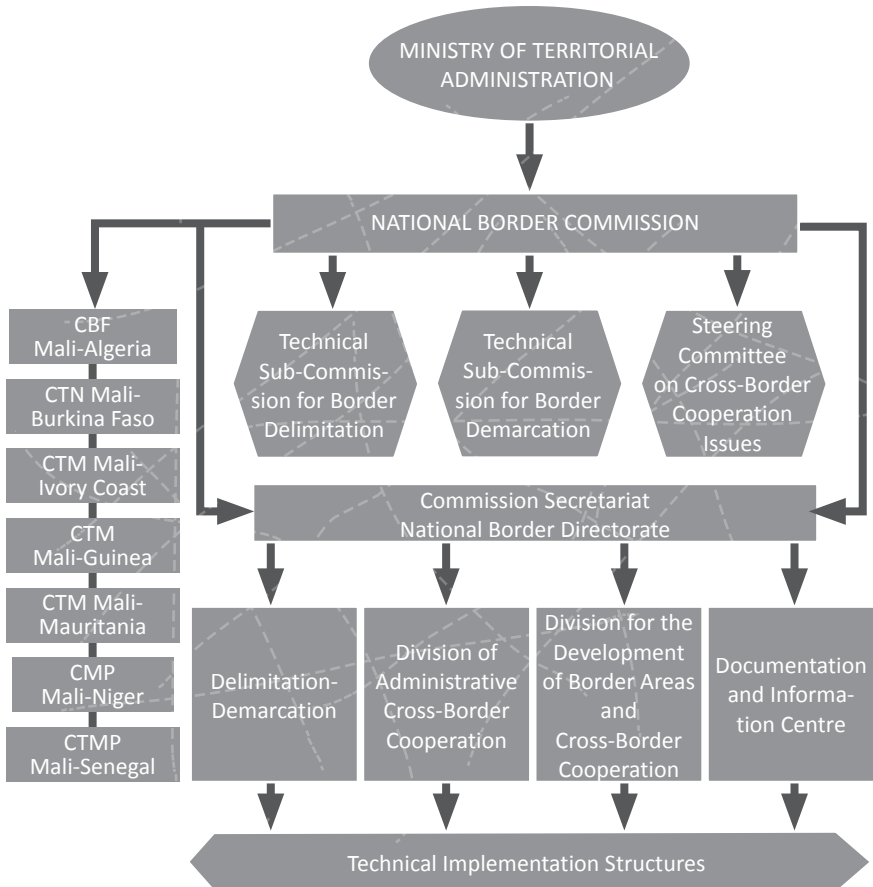 MINISTRY OF TERRITORIAL
ADMINISTRATION
NATIONAL BORDER COMMISSION
CBF
Mali-Algeria
CTN Mali-
Burkina Faso
CTM Mali-
Ivory Coast
CTM
Mali-Guinea
CTM Mali-
Mauritania
CMP
Mali-Niger
CTMP
Mali-Senegal
Technical
Sub-Commis-
sion for Border
Delimitation
Technical
Sub-Commis-
sion for Border
Demarcation
Steering
Committee
on Cross-Border
Cooperation
Issues
Commission Secretariat
National Border Directorate
Delimitation-
Demarcation
Division of
Administrative
Cross-Border
Cooperation
Division for the
Development
of Border Areas
and
Cross-Border
Cooperation
Documentation
and Informa-
tion Centre
Technical Implementation Structures